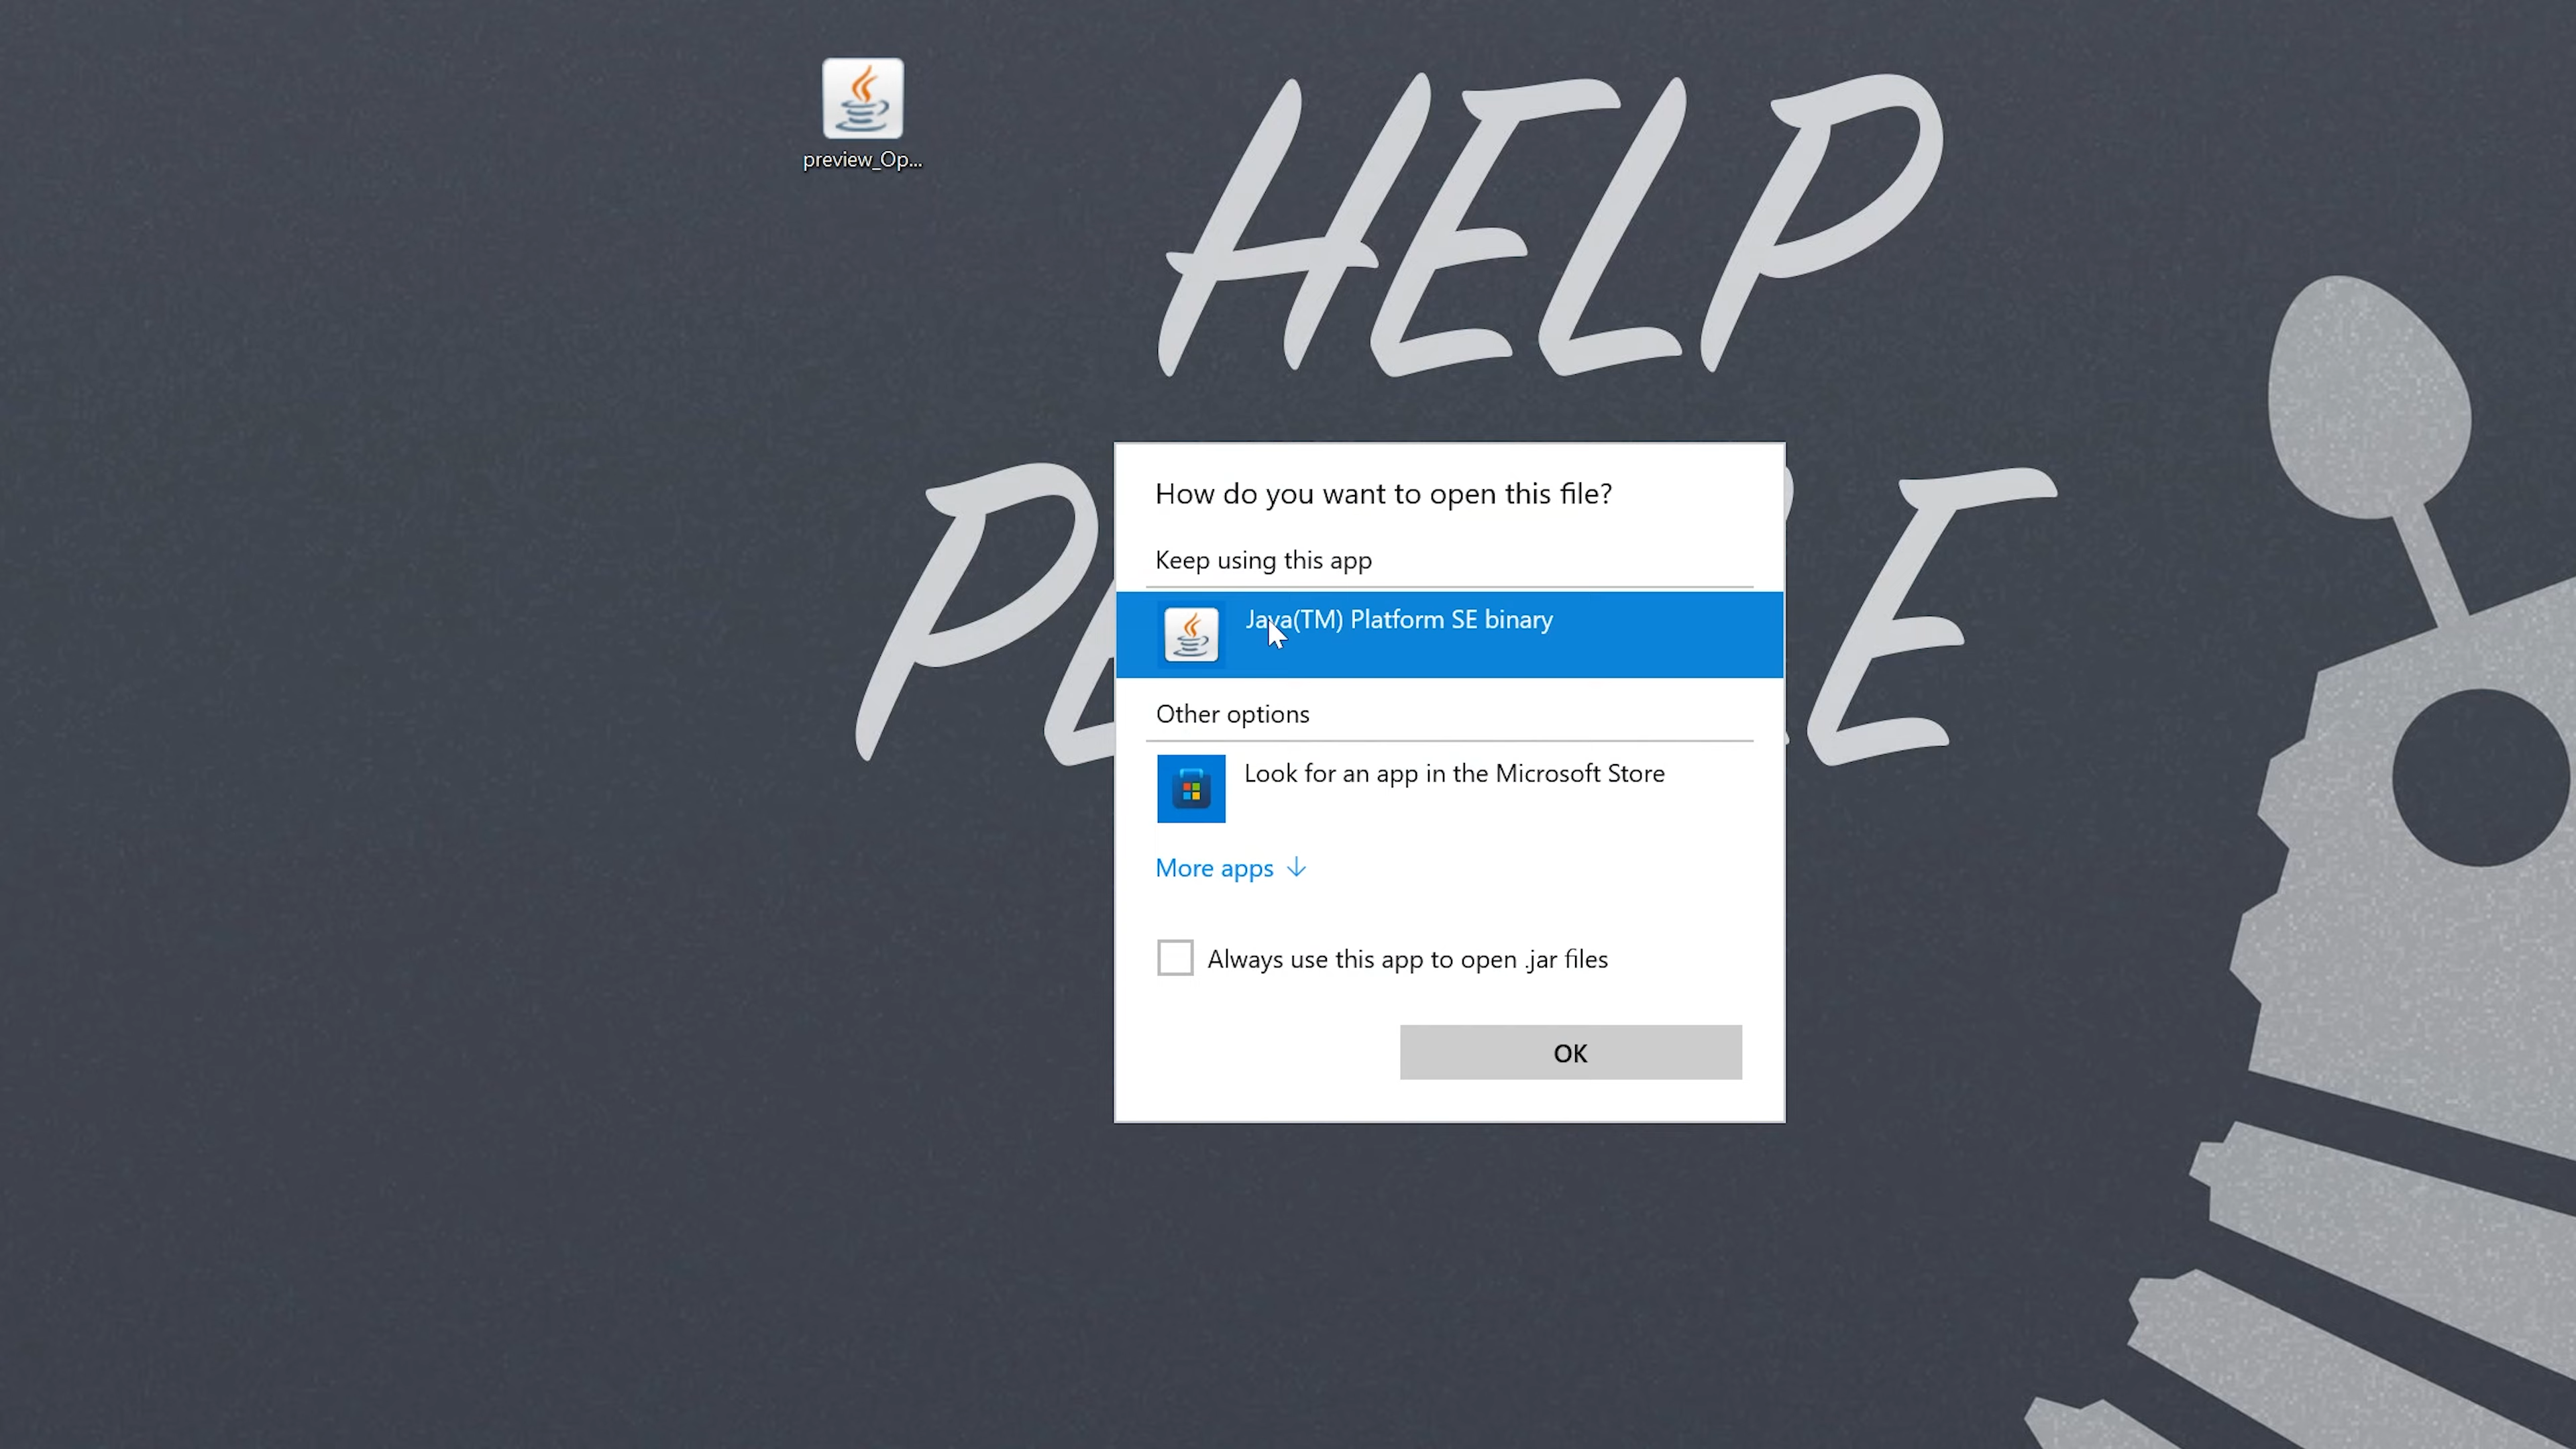 preview_Op...
HELP
How do you want to open this file?
Keep using this app
Java(TM) Platform SE binary
Other options
Look for an app in the Microsoft Store
More apps
Always use this app to open .jar files
OK